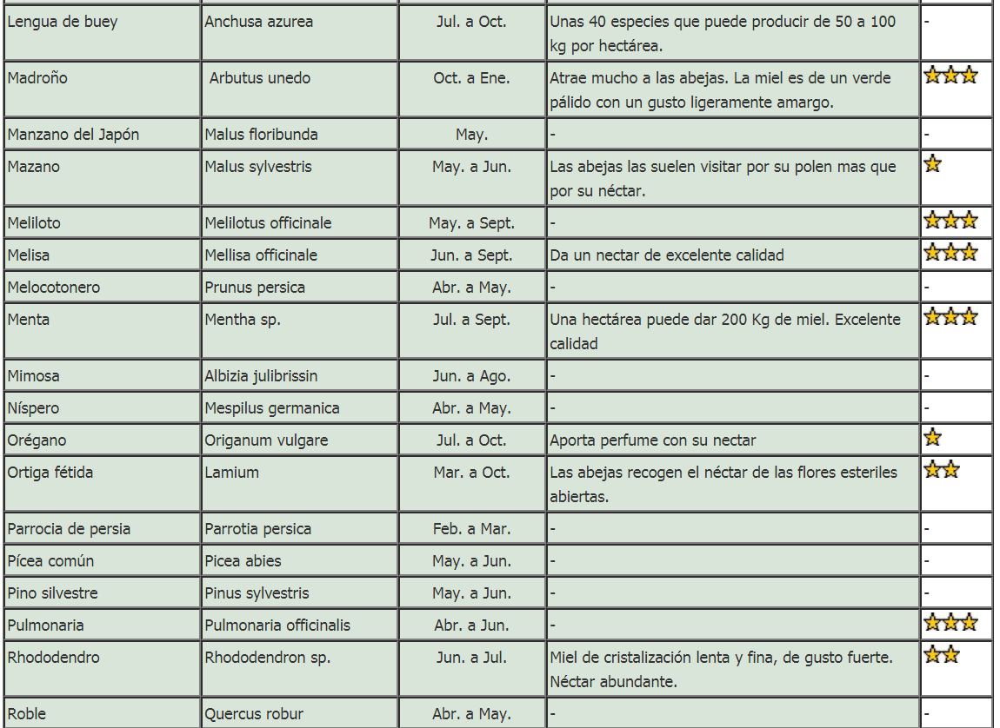 Lengua de buey Anchusa azurea Jul. a Oct. Unas 40 especies que puede producir de 50 a 100 -
kg por hectárea.
Madroño Arbutus unedo Oct. a Ene. Atrae mucho a las abejas. La miel es de un verde
pálido con un gusto ligeramente amargo.
Manzano del Japón Malus floribunda May. - -
Mazano Malus sylvestris May. a Jun. Las abejas las suelen visitar por su polen mas que
por su néctar.
Meliloto Melilotus officinale May. a Sept. -
Melisa Mellisa officinale Jun. a Sept. Da un nectar de excelente calidad
Melocotonero Prunus persica Abr. a May. - -
Menta Mentha sp. Jul. a Sept. Una hectárea puede dar 200 Kg de miel. Excelente
calidad
Mimosa Albizia julibrissin Jun. a Ago. - -
Níspero Mespilus germanica Abr. a May. - -
Orégano Origanum vulgare Jul. a Oct. Aporta perfume con su nectar
Ortiga fétida Lamium Mar. a Oct. Las abejas recogen el néctar de las flores esteriles
abiertas.
Parrocia de persia Parrotia persica Feb. a Mar. - -
Pícea común Picea abies May. a Jun. - -
Pino silvestre Pinus sylvestris May. a Jun. - -
Pulmonaria Pulmonaria officinalis Abr. a Jun. -
Rhododendro Rhododendron sp. Jun. a Jul. Miel de cristalización lenta y fina, de gusto fuerte.
Néctar abundante.
Roble Quercus robur Abr. a May. - -